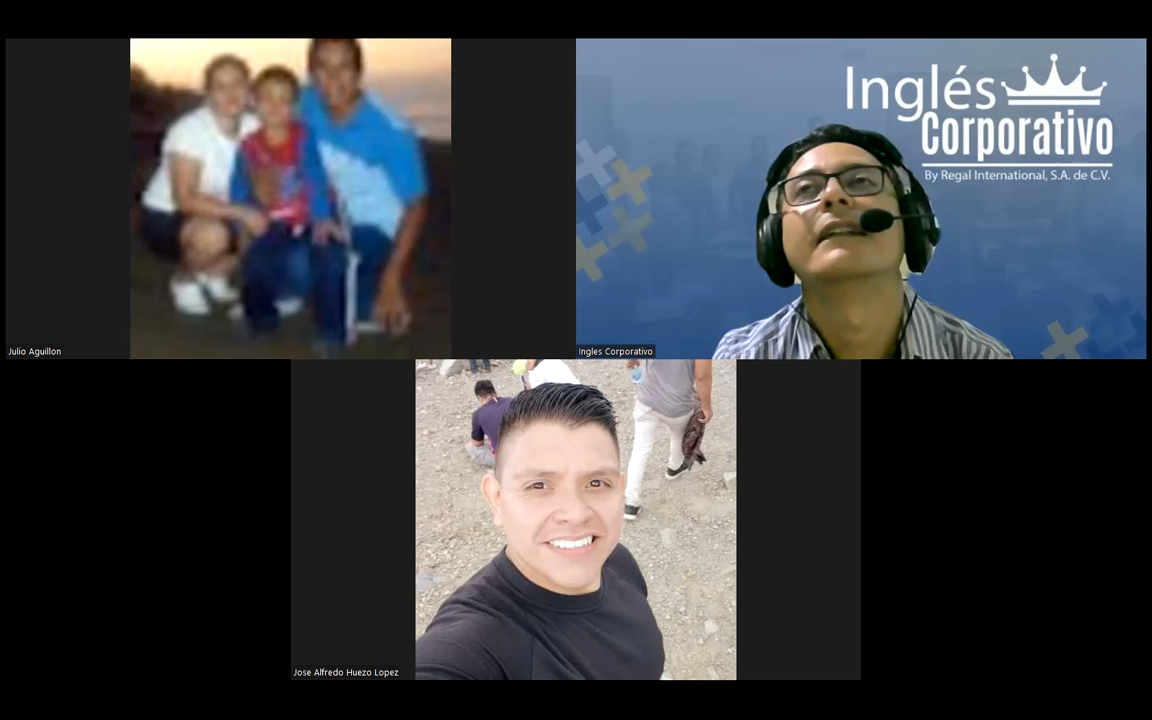 Inglés
Corporativo
By Regal International, S.A. de C.V.
Julio Aguillon
Ingles Corporativo
Jose Alfredo Huezo Lopez